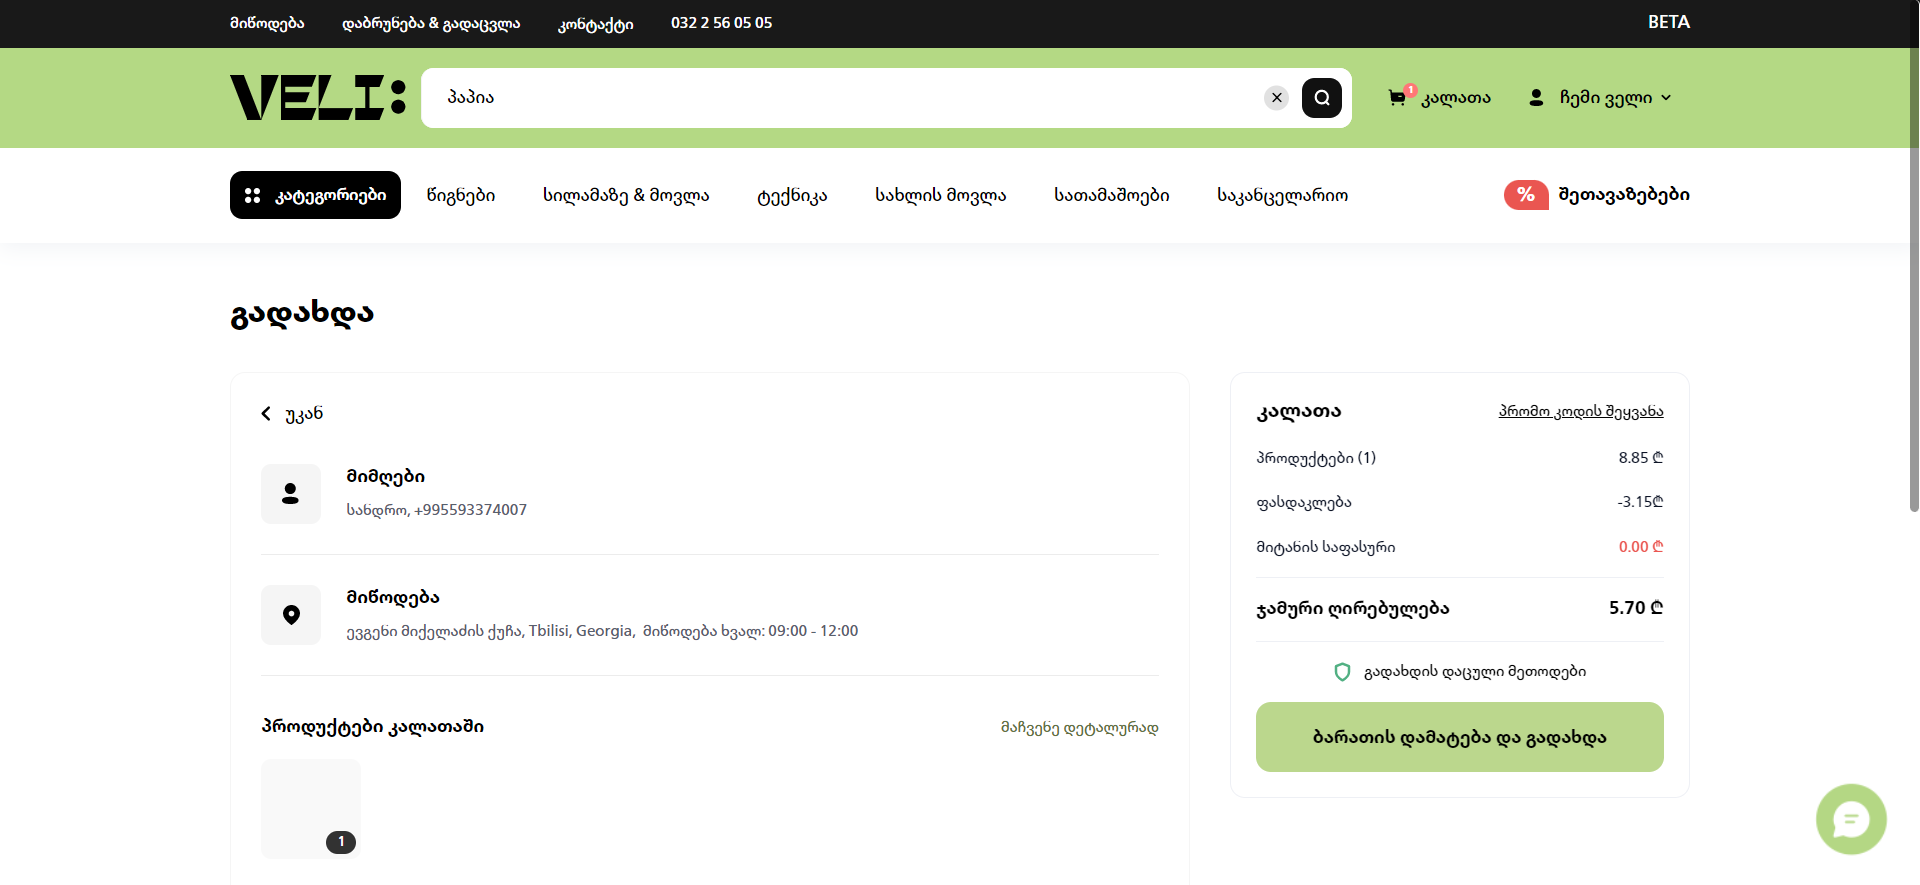 მიწოდება დაბრუნება & გადაცვლა კონტაქტი 032 2 56 05 05 BETA
VELI: პაპია 1 კალათა ჩემი ველი
კატეგორიები წიგნები სილამაზე & მოვლა ტექნიკა სახლის მოვლა სათამაშოები საკანცელარიო % შეთავაზებები
გადახდა
უკან
მიმღები
სანდრო, +995593374007
მიწოდება
ევგენი მიქელაძის ქუჩა, Tbilisi, Georgia, მიწოდება ხვალ: 09:00 - 12:00
პროდუქტები კალათაში მაჩვენე დეტალურად
1
კალათა პრომო კოდის შეყვანა
პროდუქტები (1) 8.85 ₾
ფასდაკლება -3.15₾
მიტანის საფასური 0.00 ₾
ჯამური ღირებულება 5.70 ₾
გადახდის დაცული მეთოდები
ბარათის დამატება და გადახდა